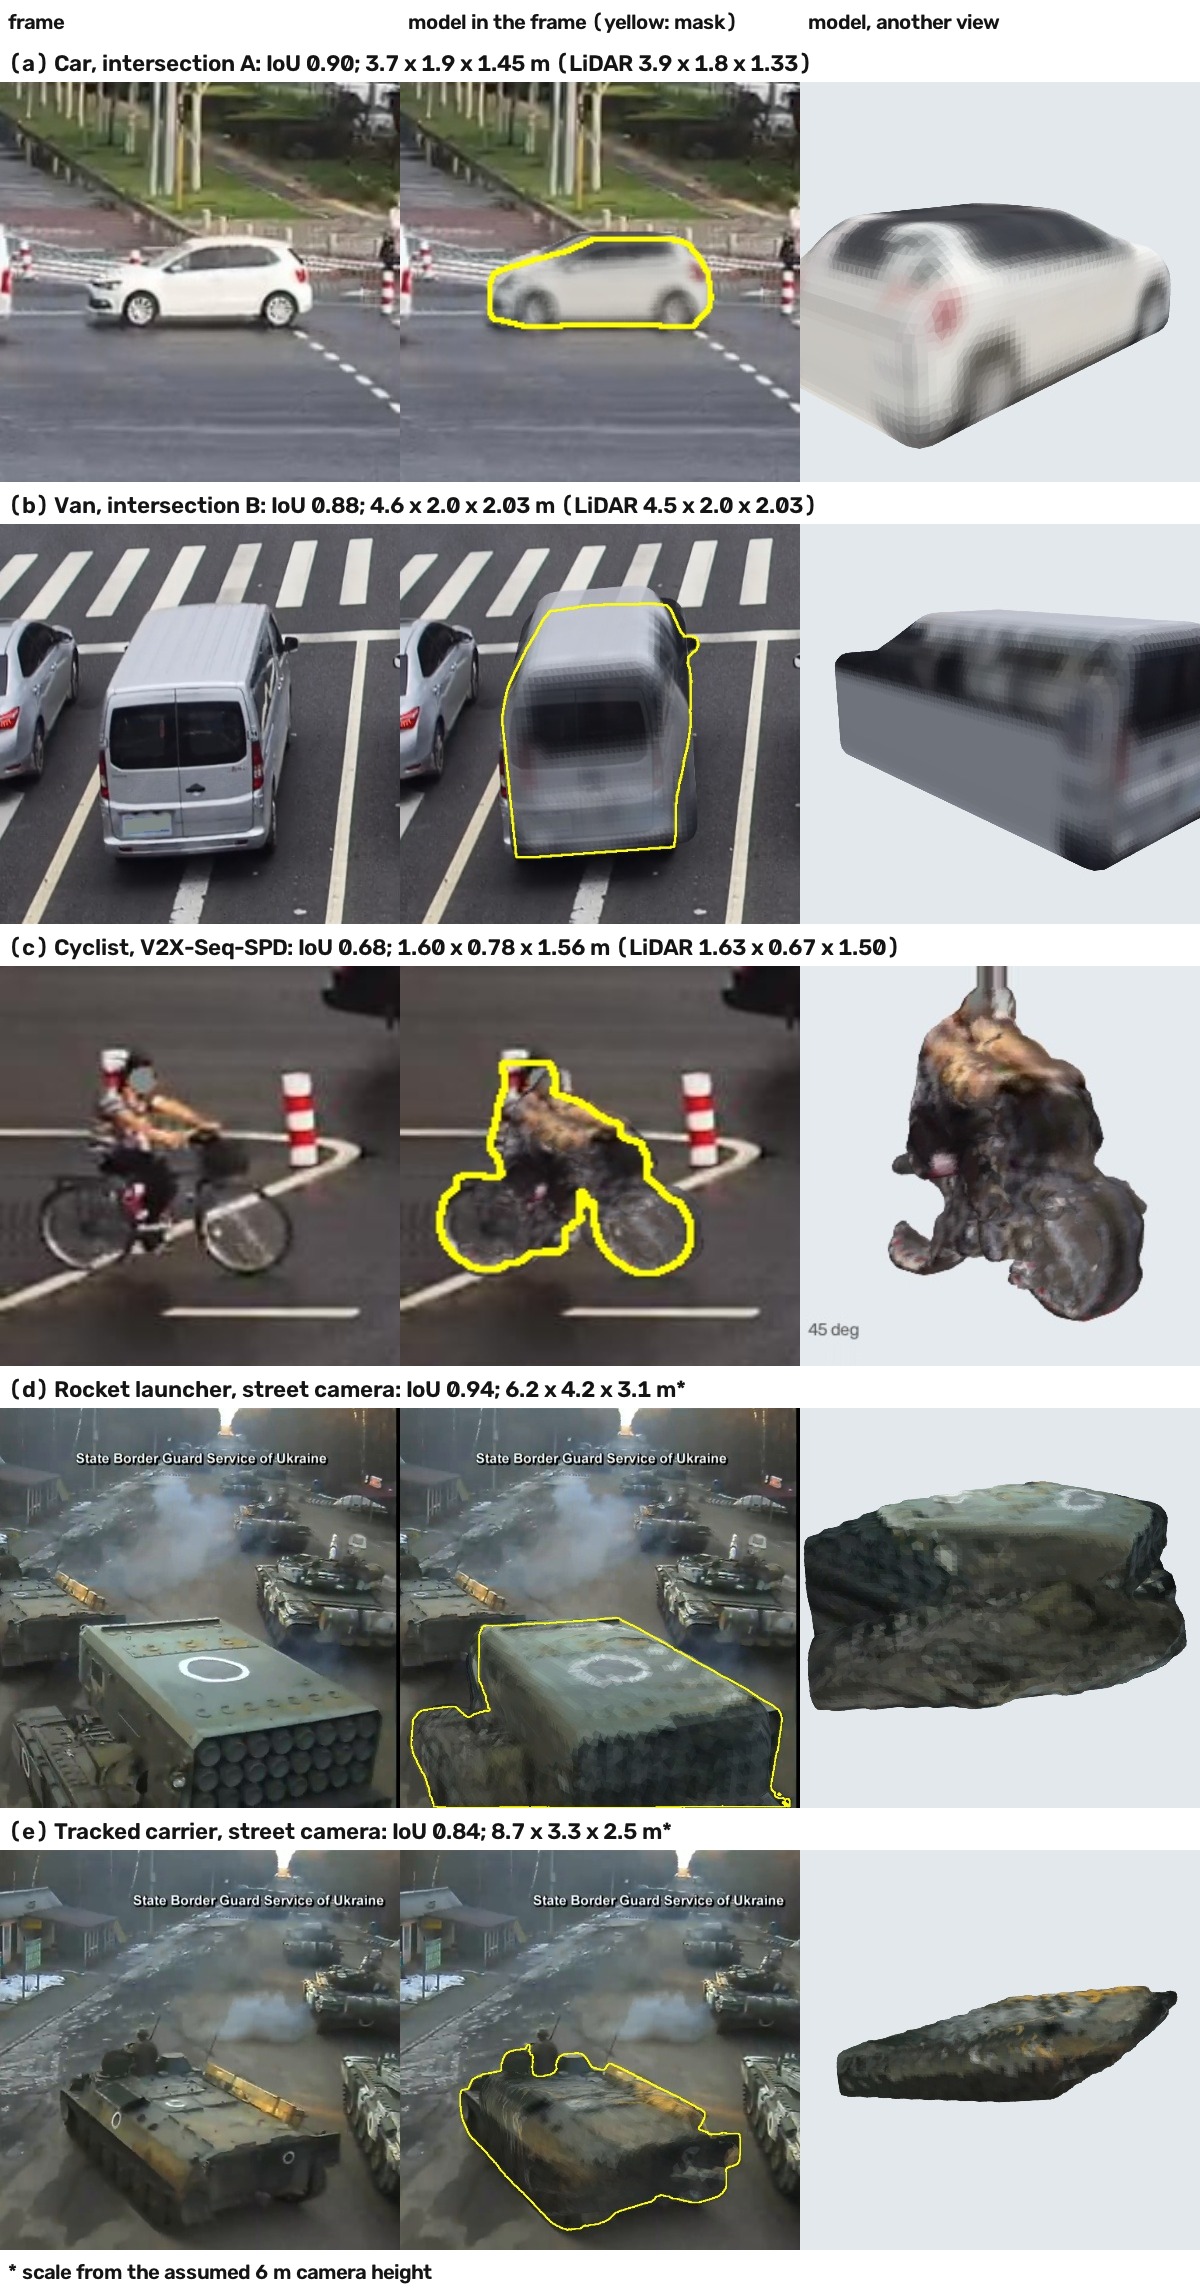 frame
model in the frame (yellow: mask)
model, another view
(a) Car, intersection A: IoU 0.90; 3.7 x 1.9 x 1.45 m (LiDAR 3.9 x 1.8 x 1.33)
(b) Van, intersection B: IoU 0.88; 4.6 x 2.0 x 2.03 m (LiDAR 4.5 x 2.0 x 2.03)
(c) Cyclist, V2X-Seq-SPD: IoU 0.68; 1.60 x 0.78 x 1.56 m (LiDAR 1.63 x 0.67 x 1.50)
45 deg
(d) Rocket launcher, street camera: IoU 0.94; 6.2 x 4.2 x 3.1 m*
State Border Guard Service of Ukraine
State Border Guard Service of Ukraine
(e) Tracked carrier, street camera: IoU 0.84; 8.7 x 3.3 x 2.5 m*
State Border Guard Service of Ukraine
State Border Guard Service of Ukraine
* scale from the assumed 6 m camera height